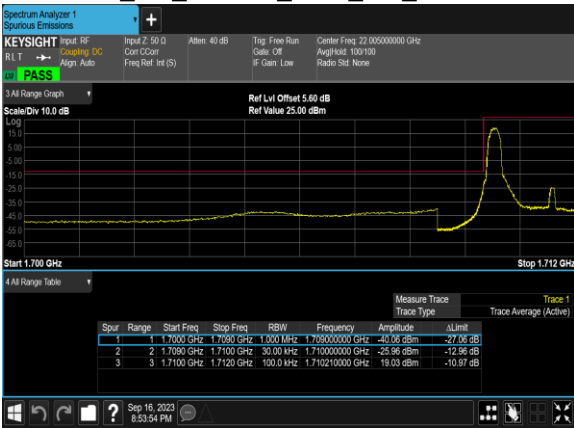 Spectrum Analyzer 1
Spurious Emissions
KEYSIGHT Input: RF Input Z: 50 Ω Atten: 40 dB Trig: Free Run Center Freq: 22.005000000 GHz
RLT Coupling: DC Corr CCorr Gate: Off Avg|Hold: 100/100
Align: Auto Freq Ref: Int (S) IF Gain: Low Radio Std: None
PASS
3 All Range Graph
Ref Lvl Offset 5.60 dB
Scale/Div 10.0 dB Ref Value 25.00 dBm
Log
15.0
5.00
-5.00
-15.0
-25.0
-35.0
-45.0
-55.0
-65.0
Start 1.700 GHz Stop 1.712 GHz
4 All Range Table
Measure Trace Trace 1
Trace Type Trace Average (Active)
Spur Range Start Freq Stop Freq RBW Frequency Amplitude ΔLimit
1 1 1.7000 GHz 1.7090 GHz 1.000 MHz 1.709000000 GHz -40.06 dBm -27.06 dB
2 2 1.7090 GHz 1.7100 GHz 30.00 kHz 1.710000000 GHz -25.96 dBm -12.96 dB
3 3 1.7100 GHz 1.7120 GHz 100.0 kHz 1.710210000 GHz 19.03 dBm -10.97 dB
? Sep 16, 2023
8:53:54 PM